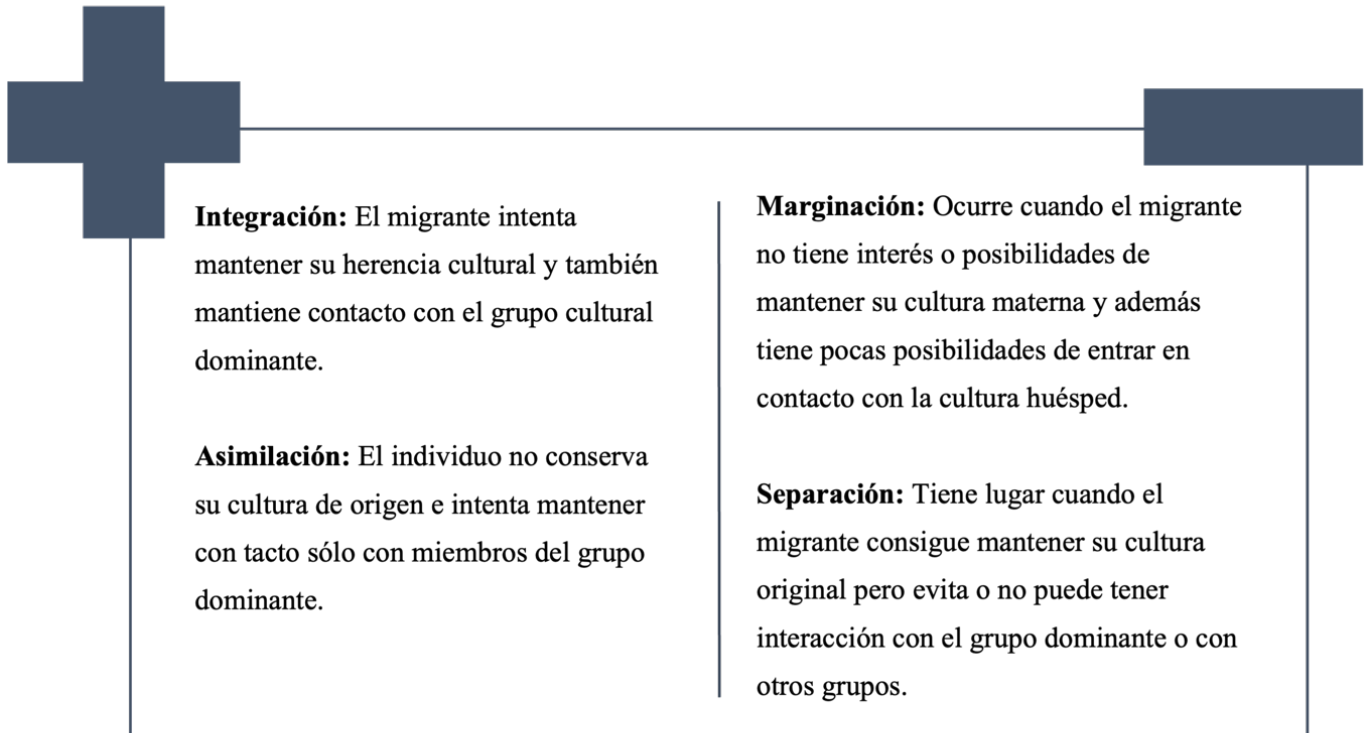 Integración: El migrante intenta
mantener su herencia cultural y también
mantiene contacto con el grupo cultural
dominante.
Asimilación: El individuo no conserva
su cultura de origen e intenta mantener
con tacto sólo con miembros del grupo
dominante.
Marginación: Ocurre cuando el migrante
no tiene interés o posibilidades de
mantener su cultura materna y además
tiene pocas posibilidades de entrar en
contacto con la cultura huésped.
Separación: Tiene lugar cuando el
migrante consigue mantener su cultura
original pero evita o no puede tener
interacción con el grupo dominante o con
otros grupos.